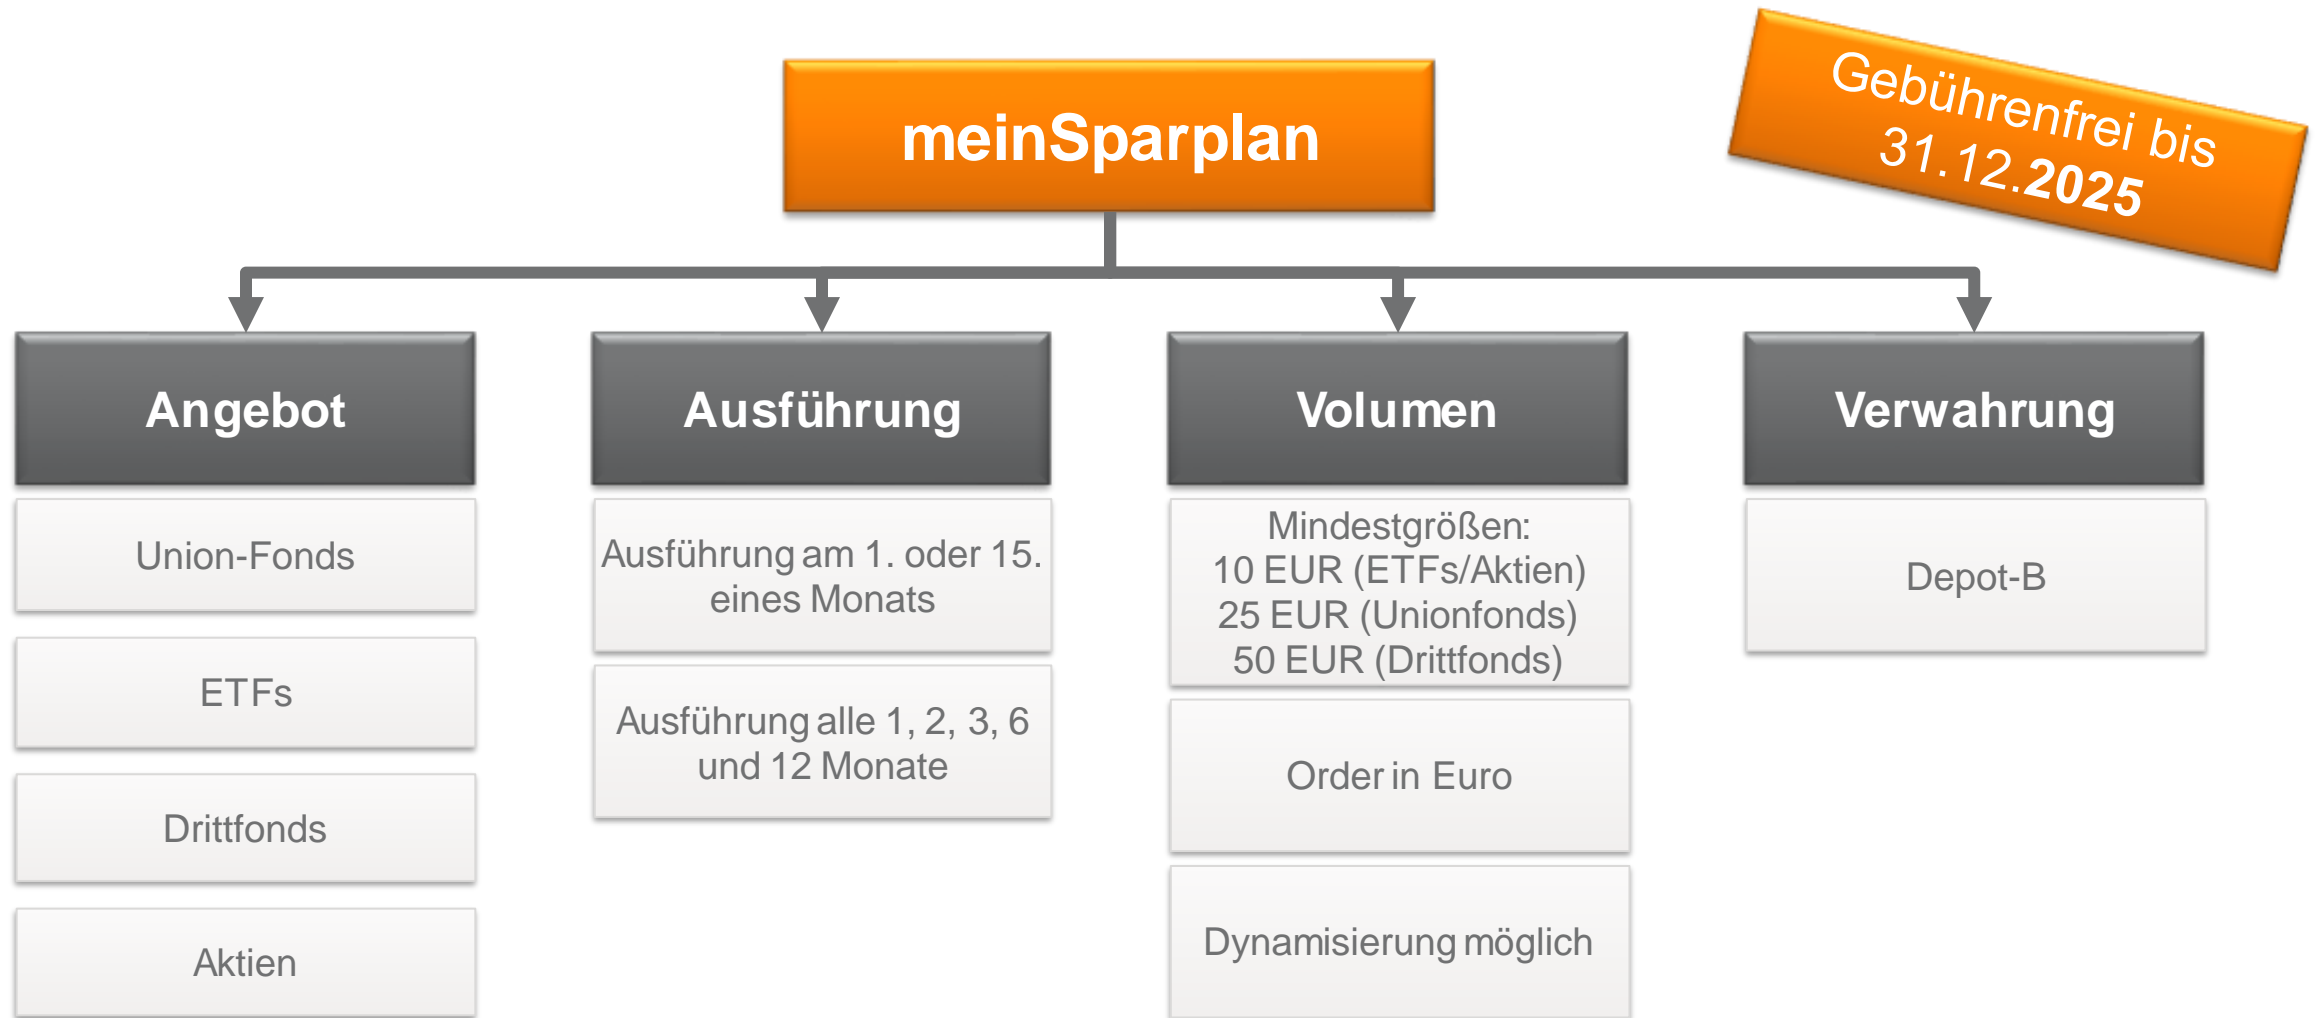 meinSparplan
Gebührenfrei bis
31.12.2025
Angebot
Union-Fonds
ETFs
Drittfonds
Aktien
Ausführung
Ausführung am 1. oder 15.
eines Monats
Ausführung alle 1, 2, 3, 6
und 12 Monate
Volumen
Mindestgrößen:
10 EUR (ETFs/Aktien)
25 EUR (Unionfonds)
50 EUR (Drittfonds)
Order in Euro
Dynamisierung möglich
Verwahrung
Depot-B